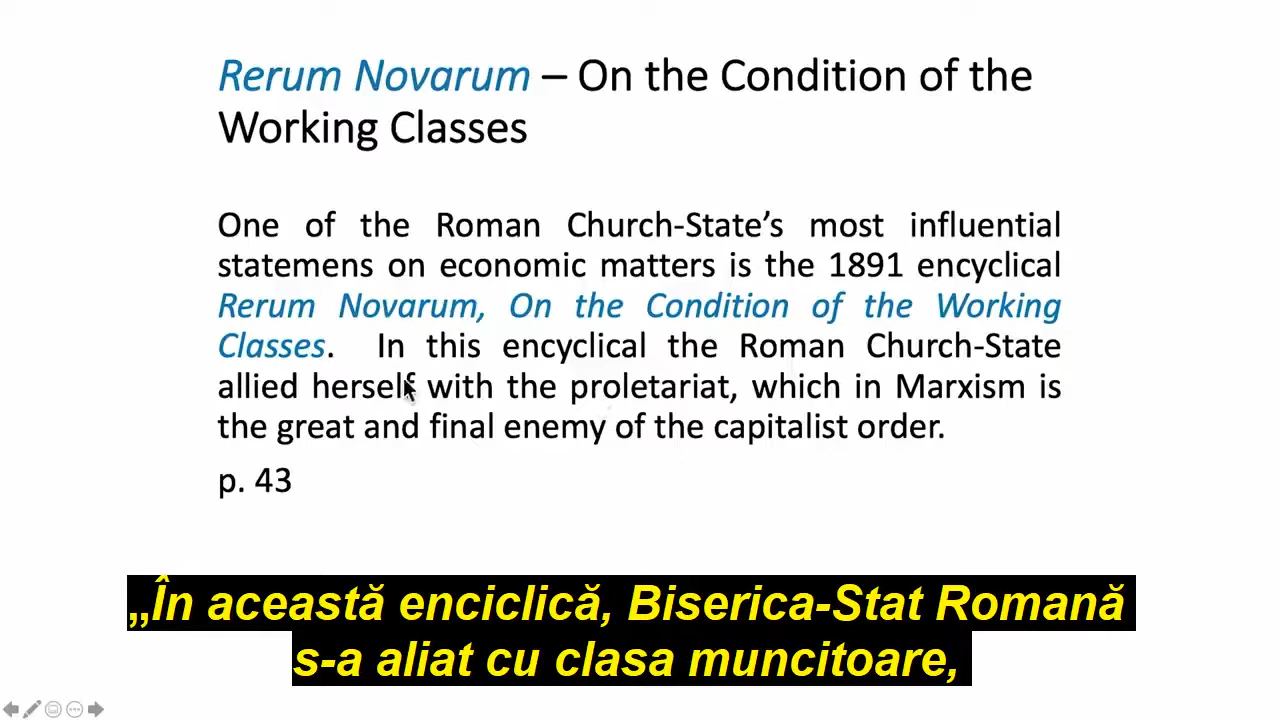 Rerum Novarum – On the Condition of the
Working Classes
One of the Roman Church-State’s most influential
statemens on economic matters is the 1891 encyclical
Rerum Novarum, On the Condition of the Working
Classes. In this encyclical the Roman Church-State
allied herself with the proletariat, which in Marxism is
the great and final enemy of the capitalist order.
p. 43
„În această enciclică, Biserica-Stat Romană
s-a aliat cu clasa muncitoare,